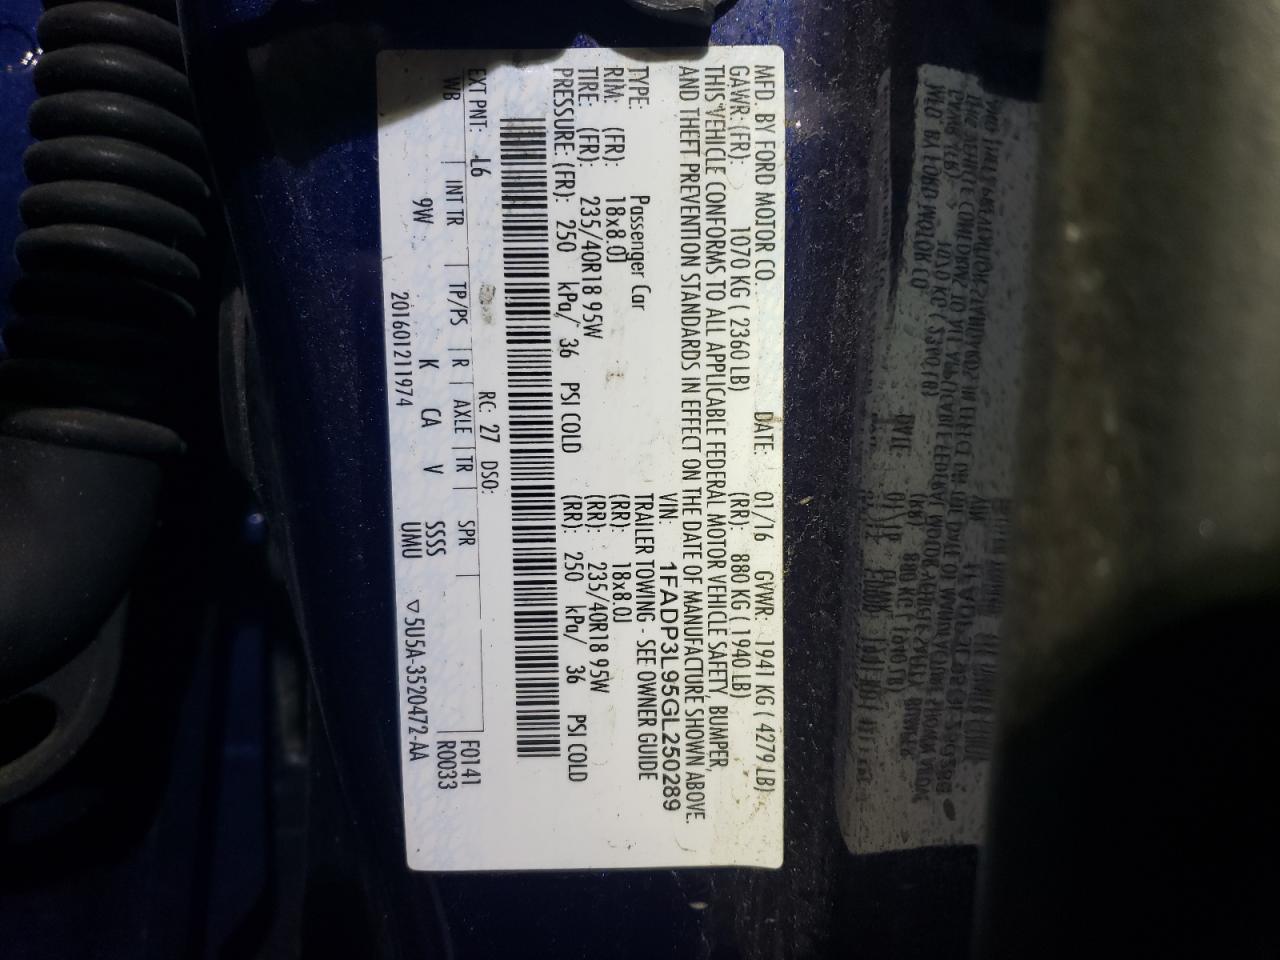 MFD. BY FORD MOTOR CO. DATE: 01/16 GVWR: 1941 KG ( 4279 LB)
GAWR: (FR): 1070 KG ( 2360 LB) (RR): 880 KG ( 1940 LB)
THIS VEHICLE CONFORMS TO ALL APPLICABLE FEDERAL MOTOR VEHICLE SAFETY, BUMPER,
AND THEFT PREVENTION STANDARDS IN EFFECT ON THE DATE OF MANUFACTURE SHOWN ABOVE.
VIN: 1FADP3L95GL250289
TYPE: Passenger Car TRAILER TOWING - SEE OWNER GUIDE
RIM: (FR): 18x8.0J (RR): 18x8.0J
TIRE: (FR): 235/40R18 95W (RR): 235/40R18 95W
PRESSURE: (FR): 250 kPa/ 36 PSI COLD (RR): 250 kPa/ 36 PSI COLD
EXT PNT: L6 RC: 27 DSO: F0141
WB INT TR TP/PS R AXLE TR SPR R0033
9W K CA V SSSS
201601211974 UMU ▽5U5A-3520472-AA